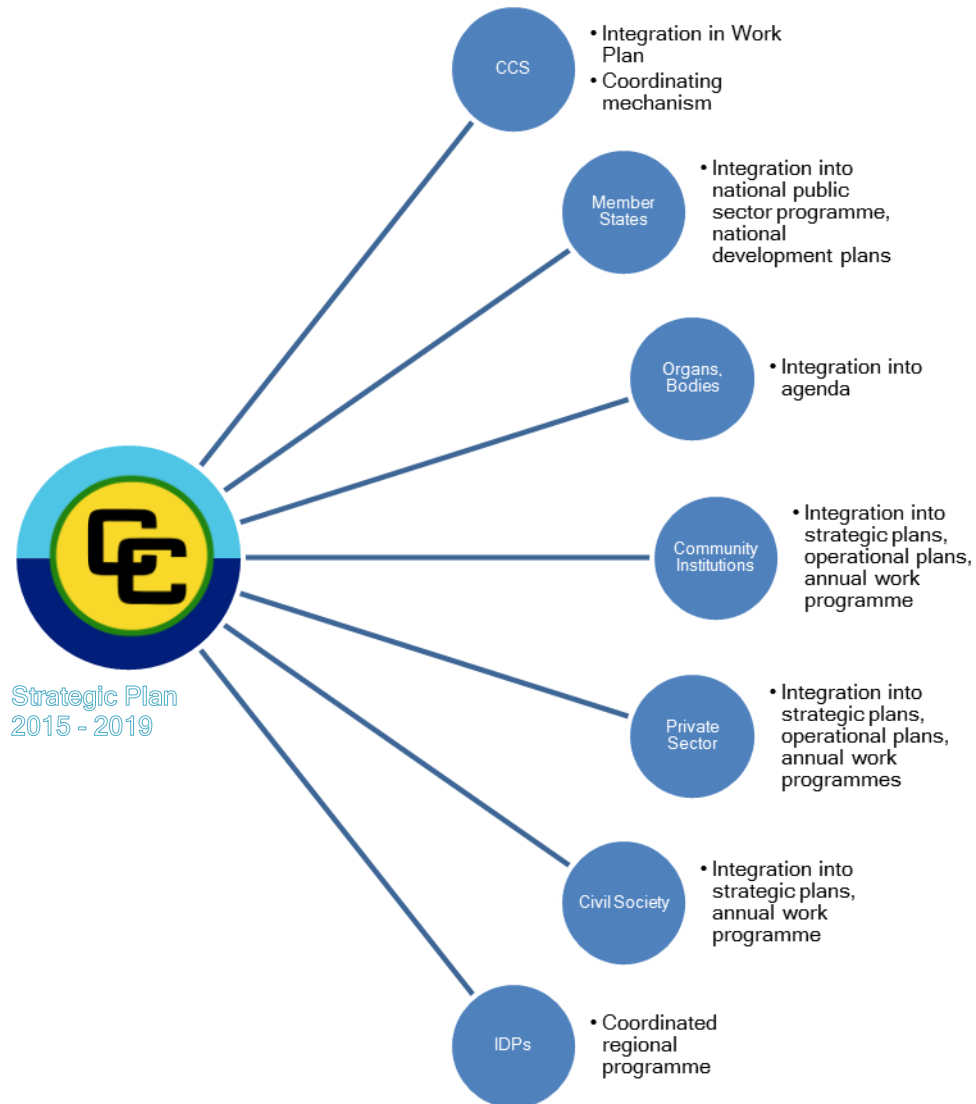 CCS
• Integration in Work
Plan
• Coordinating
mechanism
Member
States
• Integration into
national public
sector programme,
national
development plans
Organs,
Bodies
• Integration into
agenda
CC
Strategic Plan
2015 - 2019
Community
Institutions
• Integration into
strategic plans,
operational plans,
annual work
programme
Private
Sector
• Integration into
strategic plans,
operational plans,
annual work
programmes
Civil Society
• Integration into
strategic plans,
annual work
programme
IDPs
• Coordinated
regional
programme